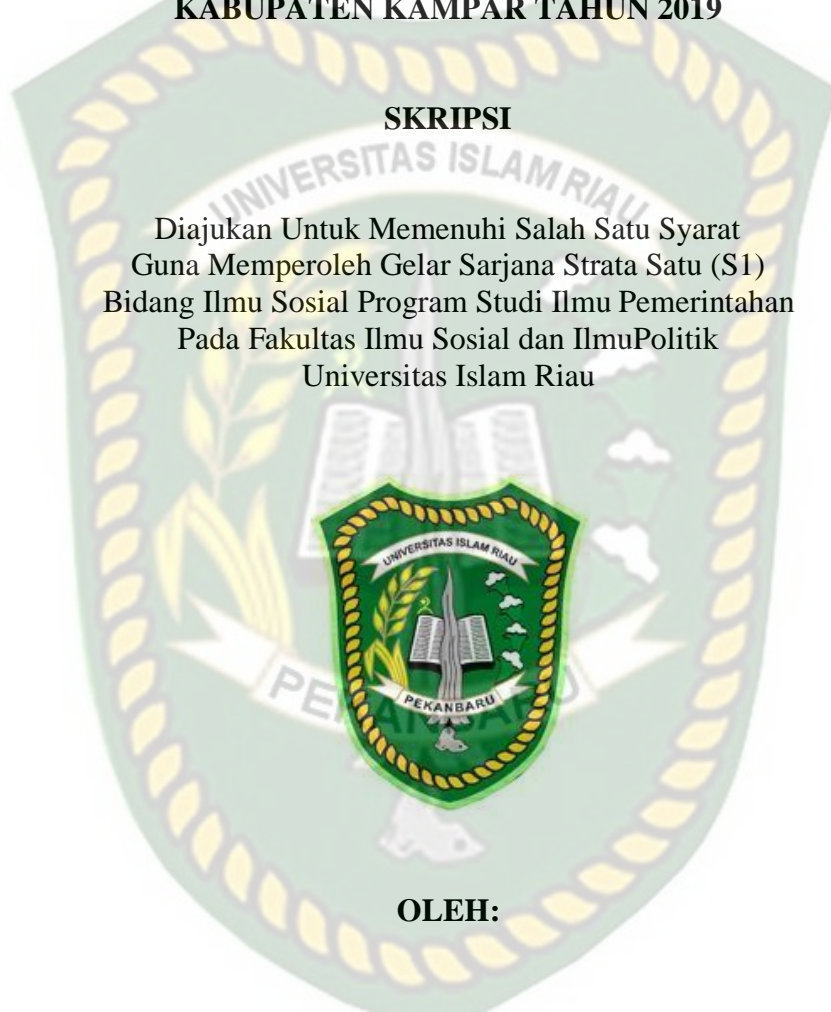 KABUPATEN KAMPAR TAHUN 2019
SKRIPSI
UNIVERSITAS ISLAM RIAU
Diajukan Untuk Memenuhi Salah Satu Syarat
Guna Memperoleh Gelar Sarjana Strata Satu (S1)
Bidang Ilmu Sosial Program Studi Ilmu Pemerintahan
Pada Fakultas Ilmu Sosial dan IlmuPolitik
Universitas Islam Riau
UNIVERSITAS ISLAM RIAU
PEKANBARU
PEKANBARU
OLEH: